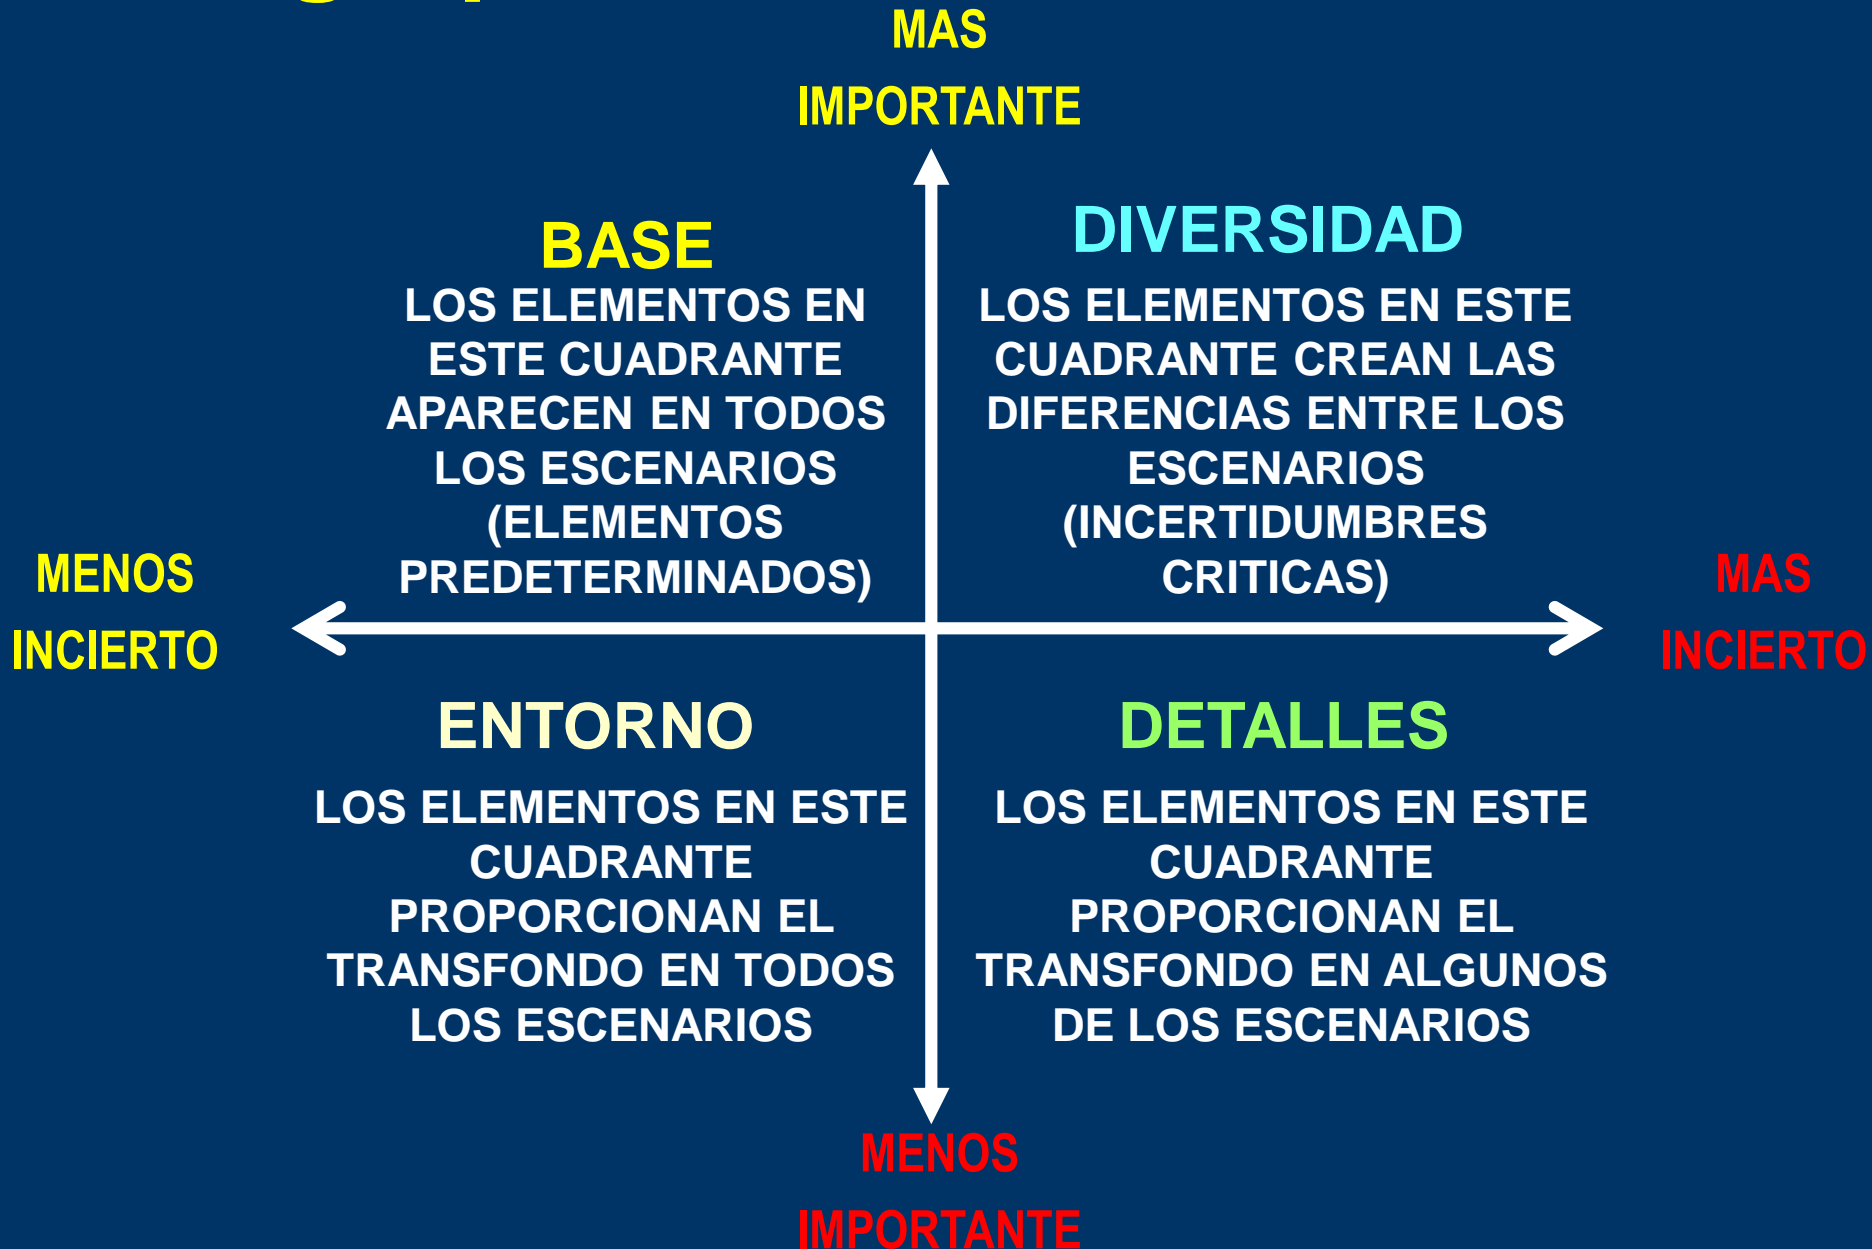 MAS
IMPORTANTE
BASE
LOS ELEMENTOS EN
ESTE CUADRANTE
APARECEN EN TODOS
LOS ESCENARIOS
(ELEMENTOS
PREDETERMINADOS)
DIVERSIDAD
LOS ELEMENTOS EN ESTE
CUADRANTE CREAN LAS
DIFERENCIAS ENTRE LOS
ESCENARIOS
(INCERTIDUMBRES
CRITICAS)
MENOS
INCIERTO
MAS
INCIERTO
ENTORNO
LOS ELEMENTOS EN ESTE
CUADRANTE
PROPORCIONAN EL
TRANSFONDO EN TODOS
LOS ESCENARIOS
DETALLES
LOS ELEMENTOS EN ESTE
CUADRANTE
PROPORCIONAN EL
TRANSFONDO EN ALGUNOS
DE LOS ESCENARIOS
MENOS
IMPORTANTE